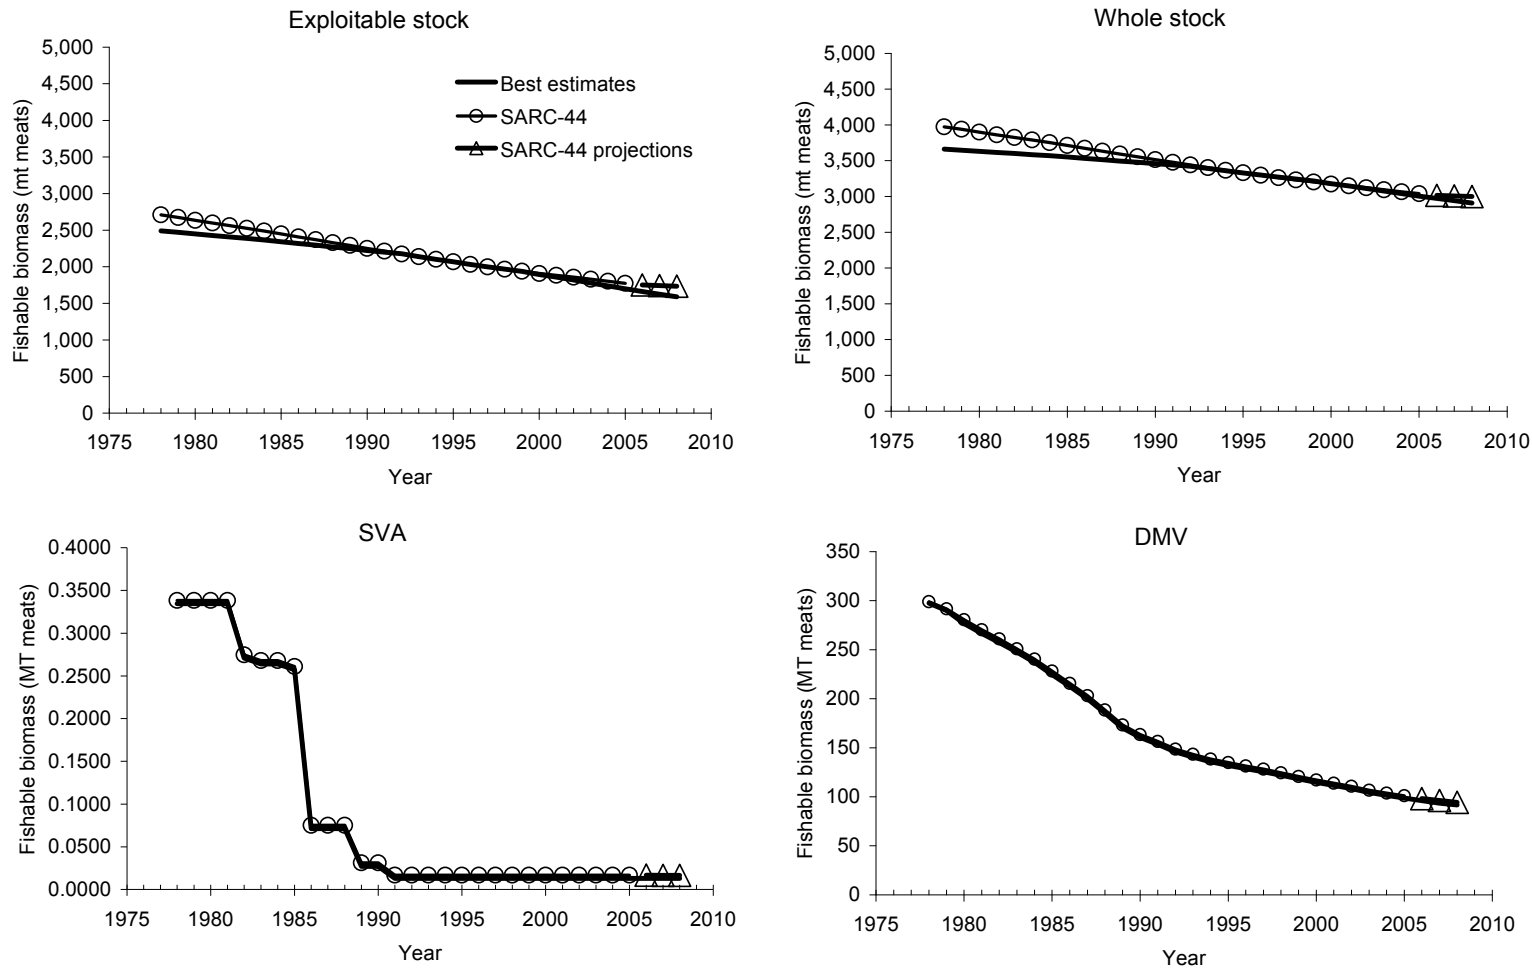 Exploitable stock
5,000
4,500
4,000
3,500
3,000
2,500
2,000
1,500
1,000
500
0
Fishable biomass (mt meats)
Best estimates
SARC-44
SARC-44 projections
1975 1980 1985 1990 1995 2000 2005 2010
Year
Whole stock
5,000
4,500
4,000
3,500
3,000
2,500
2,000
1,500
1,000
500
0
Fishable biomass (mt meats)
1975 1980 1985 1990 1995 2000 2005 2010
Year
SVA
0.4000
0.3500
0.3000
0.2500
0.2000
0.1500
0.1000
0.0500
0.0000
Fishable biomass (MT meats)
1975 1980 1985 1990 1995 2000 2005 2010
Year
DMV
350
300
250
200
150
100
50
0
Fishable biomass (MT meats)
1975 1980 1985 1990 1995 2000 2005 2010
Year